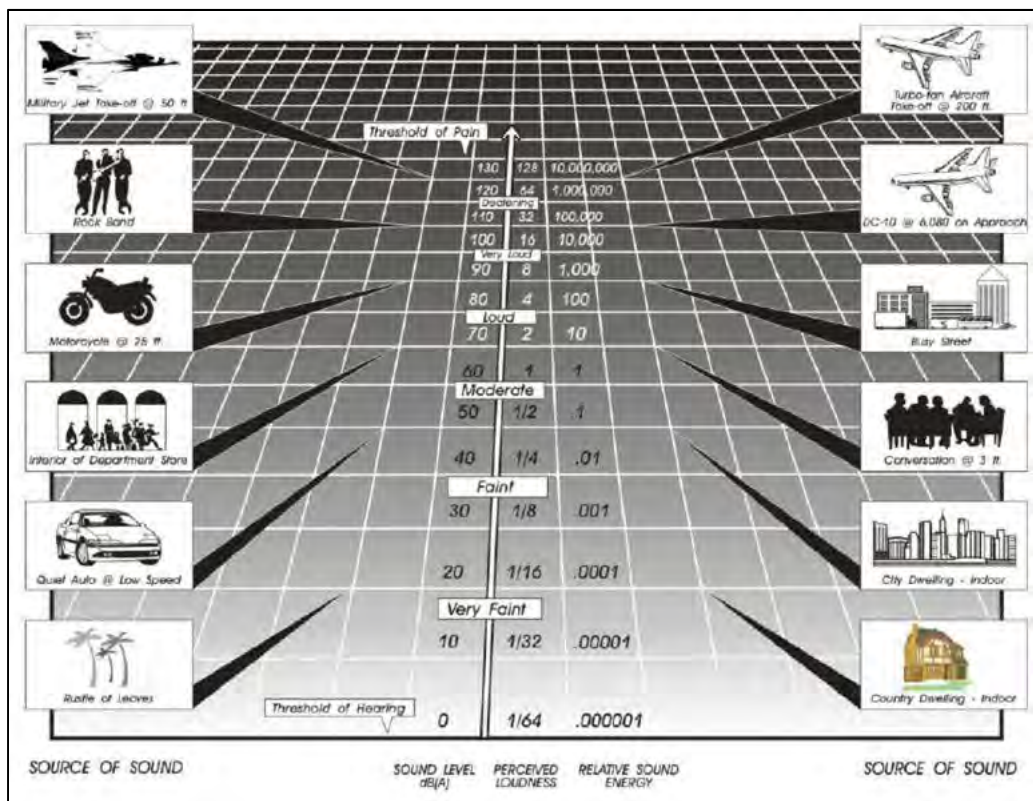 Military Jet Take-off @ 50 ft
Turbo-fan Aircraft
Take-off @ 200 ft.
Threshold of Pain
130 128 10,000,000
120 64 1,000,000
Deafening
Rock Band
DC-10 @ 6,080 on Approach
110 32 100,000
100 16 10,000
Very Loud
90 8 1,000
80 4 100
Loud
Motorcycle @ 25 ft.
Busy Street
70 2 10
60 1 1
Moderate
50 1/2 .1
Interior of Department Store
Conversation @ 3 ft.
40 1/4 .01
Faint
30 1/8 .001
Quiet Auto @ Low Speed
City Dwelling - Indoor
20 1/16 .0001
Very Faint
10 1/32 .00001
Rustle of Leaves
Country Dwelling - Indoor
Threshold of Hearing
0 1/64 .000001
SOURCE OF SOUND
SOUND LEVEL
dB(A)
PERCEIVED
LOUDNESS
RELATIVE SOUND
ENERGY
SOURCE OF SOUND